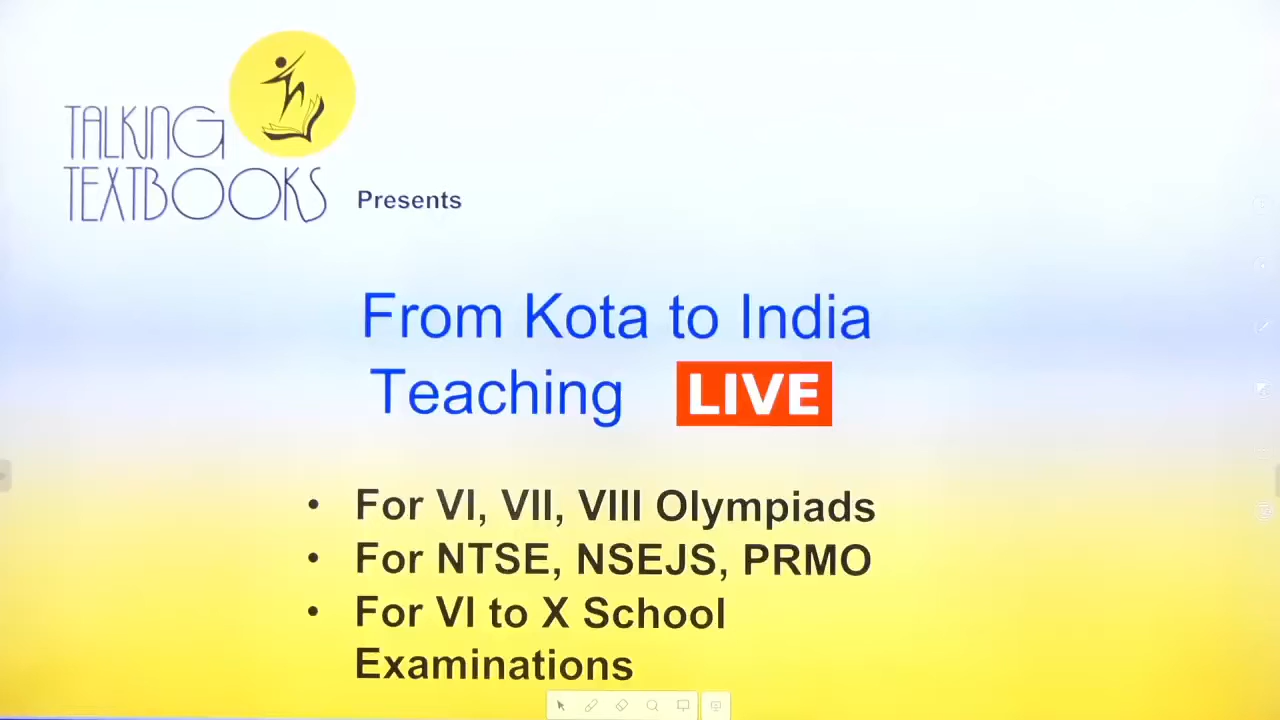 TALKING
TEXTBOOKS
Presents
From Kota to India
Teaching LIVE
• For VI, VII, VIII Olympiads
• For NTSE, NSEJS, PRMO
• For VI to X School
Examinations